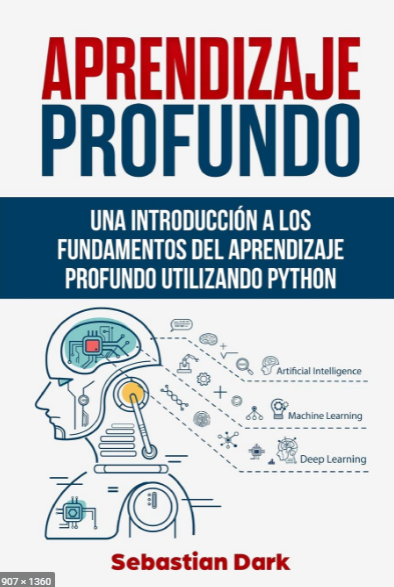 APRENDIZAJE
PROFUNDO
UNA INTRODUCCIÓN A LOS
FUNDAMENTOS DEL APRENDIZAJE
PROFUNDO UTILIZANDO PYTHON
Artificial Intelligence
Machine Learning
Deep Learning
Sebastian Dark
907 × 1360